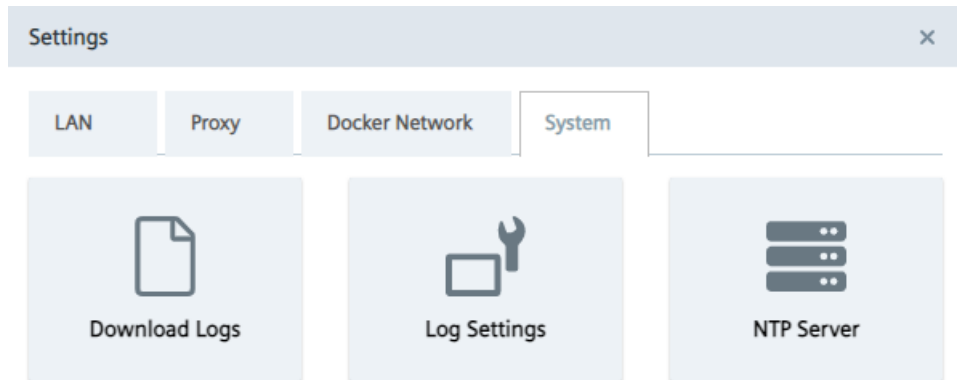 Settings
LAN
Proxy
Docker Network
System
Download Logs
Log Settings
NTP Server